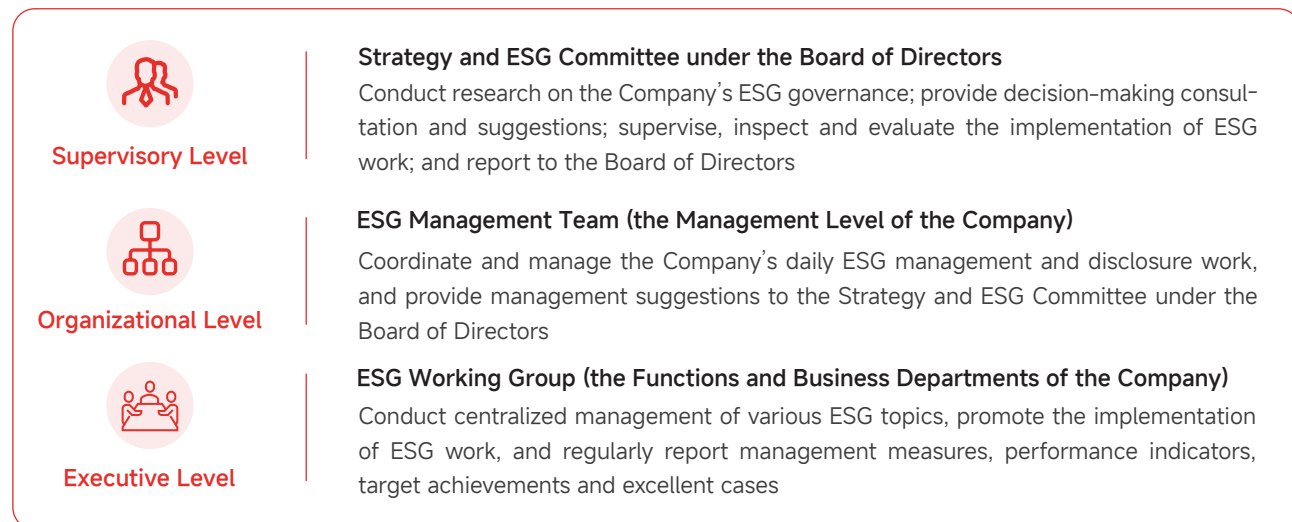 Supervisory Level
Strategy and ESG Committee under the Board of Directors
Conduct research on the Company's ESG governance; provide decision-making consul-
tation and suggestions; supervise, inspect and evaluate the implementation of ESG
work; and report to the Board of Directors
Organizational Level
ESG Management Team (the Management Level of the Company)
Coordinate and manage the Company's daily ESG management and disclosure work,
and provide management suggestions to the Strategy and ESG Committee under the
Board of Directors
Executive Level
ESG Working Group (the Functions and Business Departments of the Company)
Conduct centralized management of various ESG topics, promote the implementation
of ESG work, and regularly report management measures, performance indicators,
target achievements and excellent cases